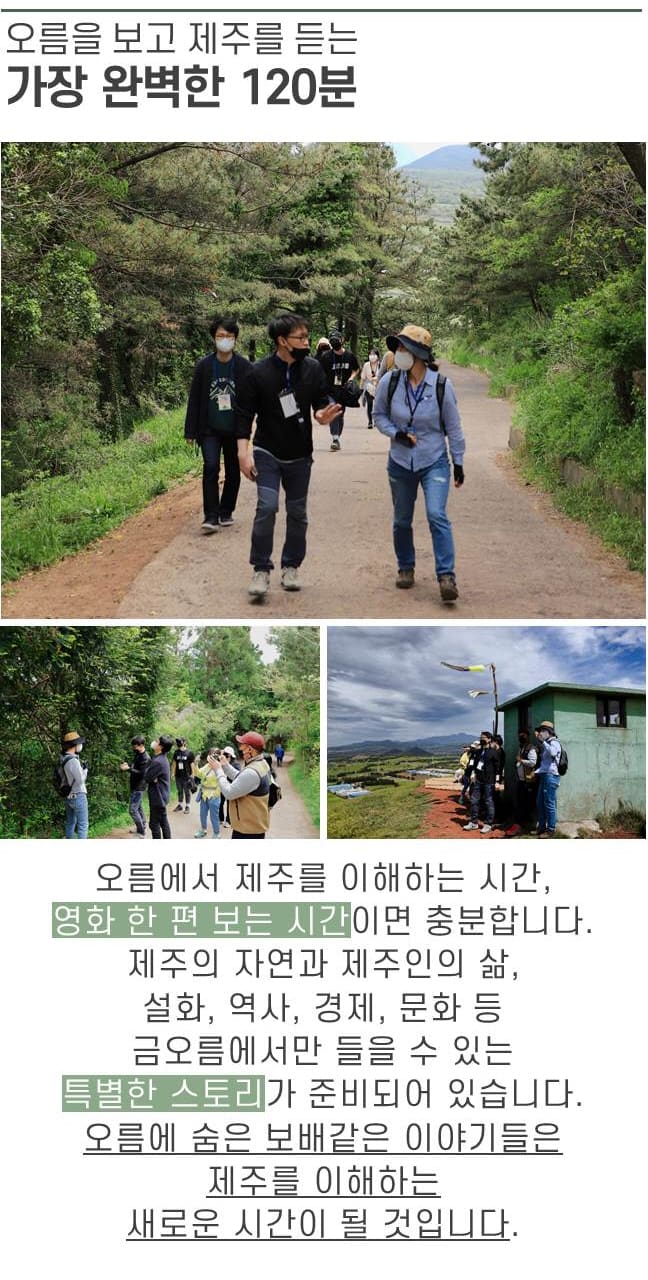 오름을 보고 제주를 듣는
가장 완벽한 120분
오름에서 제주를 이해하는 시간,
영화 한 편 보는 시간이면 충분합니다.
제주의 자연과 제주인의 삶,
설화, 역사, 경제, 문화 등
금오름에서만 들을 수 있는
특별한 스토리가 준비되어 있습니다.
오름에 숨은 보배같은 이야기들은
제주를 이해하는
새로운 시간이 될 것입니다.